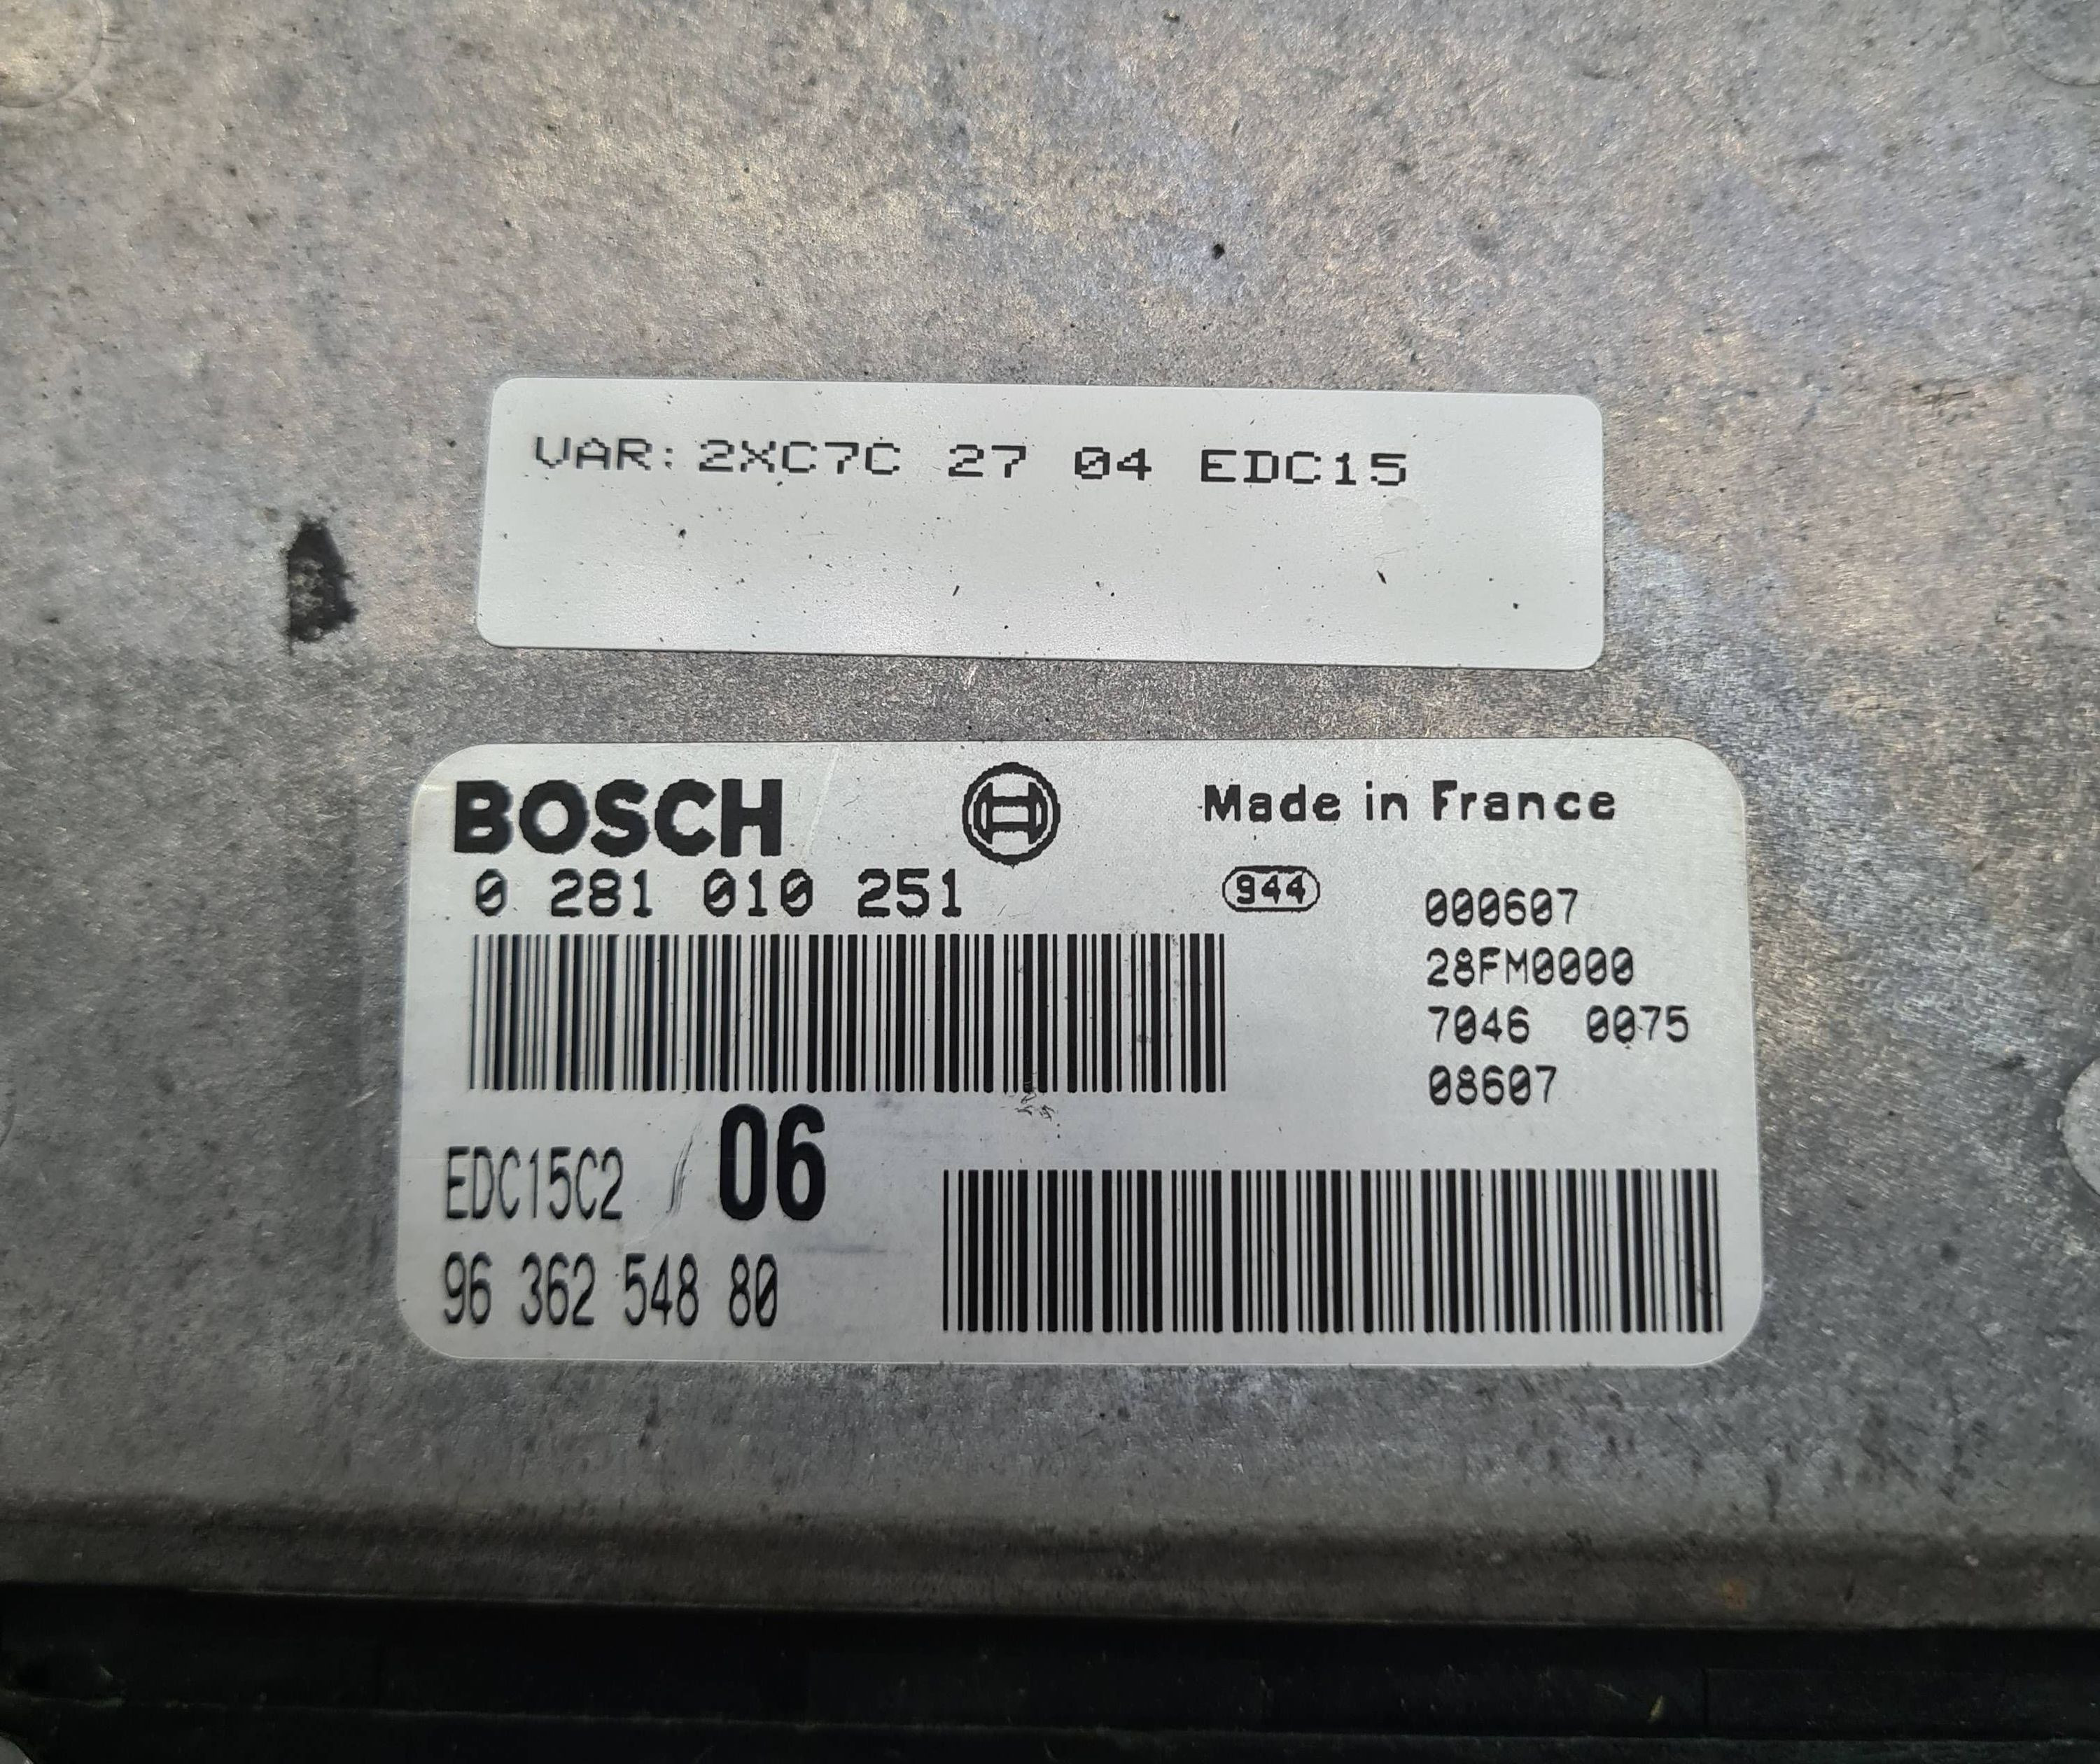 VAR: 2XC7C 27 04 EDC15
BOSCH
Made in France
0 281 010 251
944
000607
28FM0000
7046 0075
08607
EDC15C2
06
96 362 548 80